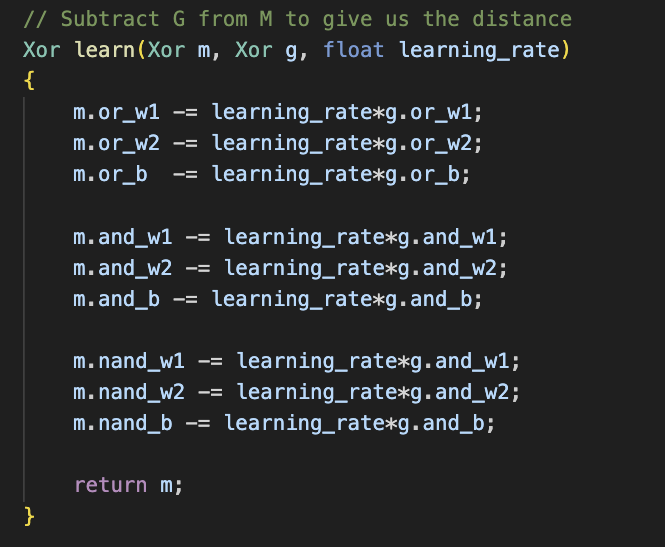 // Subtract G from M to give us the distance
Xor learn(Xor m, Xor g, float learning_rate)
{
    m.or_w1 -= learning_rate*g.or_w1;
    m.or_w2 -= learning_rate*g.or_w2;
    m.or_b  -= learning_rate*g.or_b;

    m.and_w1 -= learning_rate*g.and_w1;
    m.and_w2 -= learning_rate*g.and_w2;
    m.and_b -= learning_rate*g.and_b;

    m.nand_w1 -= learning_rate*g.and_w1;
    m.nand_w2 -= learning_rate*g.and_w2;
    m.nand_b -= learning_rate*g.and_b;

    return m;
}